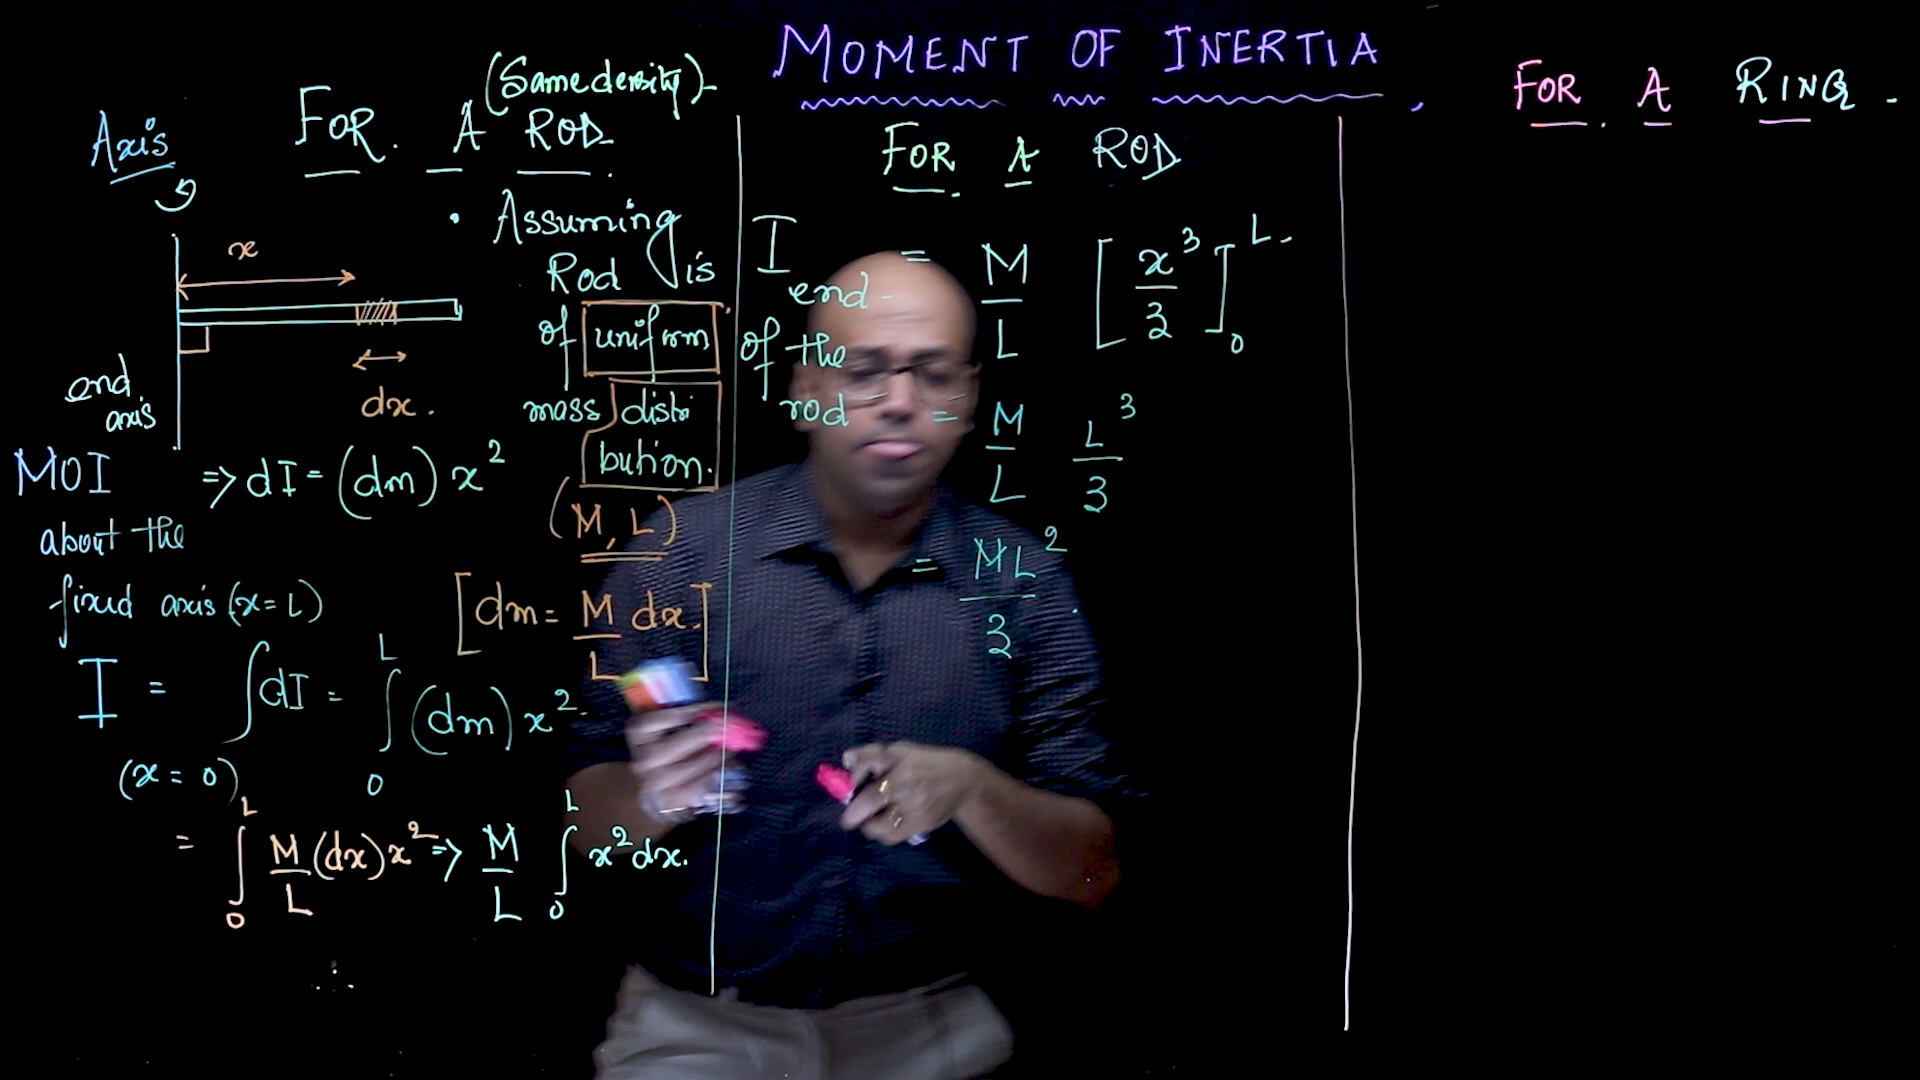 MOMENT OF INERTIA.
(Same density)
Axis
FOR A ROD.
x
• Assuming
Rod is
of uniform
mass distri
bution.
(M, L)
end
axis
dx.
MOI ⇒ dI = (dm) x²
about the
fixed axis (x = L)
[dm = M/L dx.]
I = ∫dI = ∫₀ᴸ (dm) x².
(x = 0)
= ∫₀ᴸ M/L (dx) x² ⇒ M/L ∫₀ᴸ x² dx.
∴
FOR A ROD
I end of the rod = M/L [x³/3]₀ᴸ
= M/L L³/3
= ML²/3.
FOR A RING.